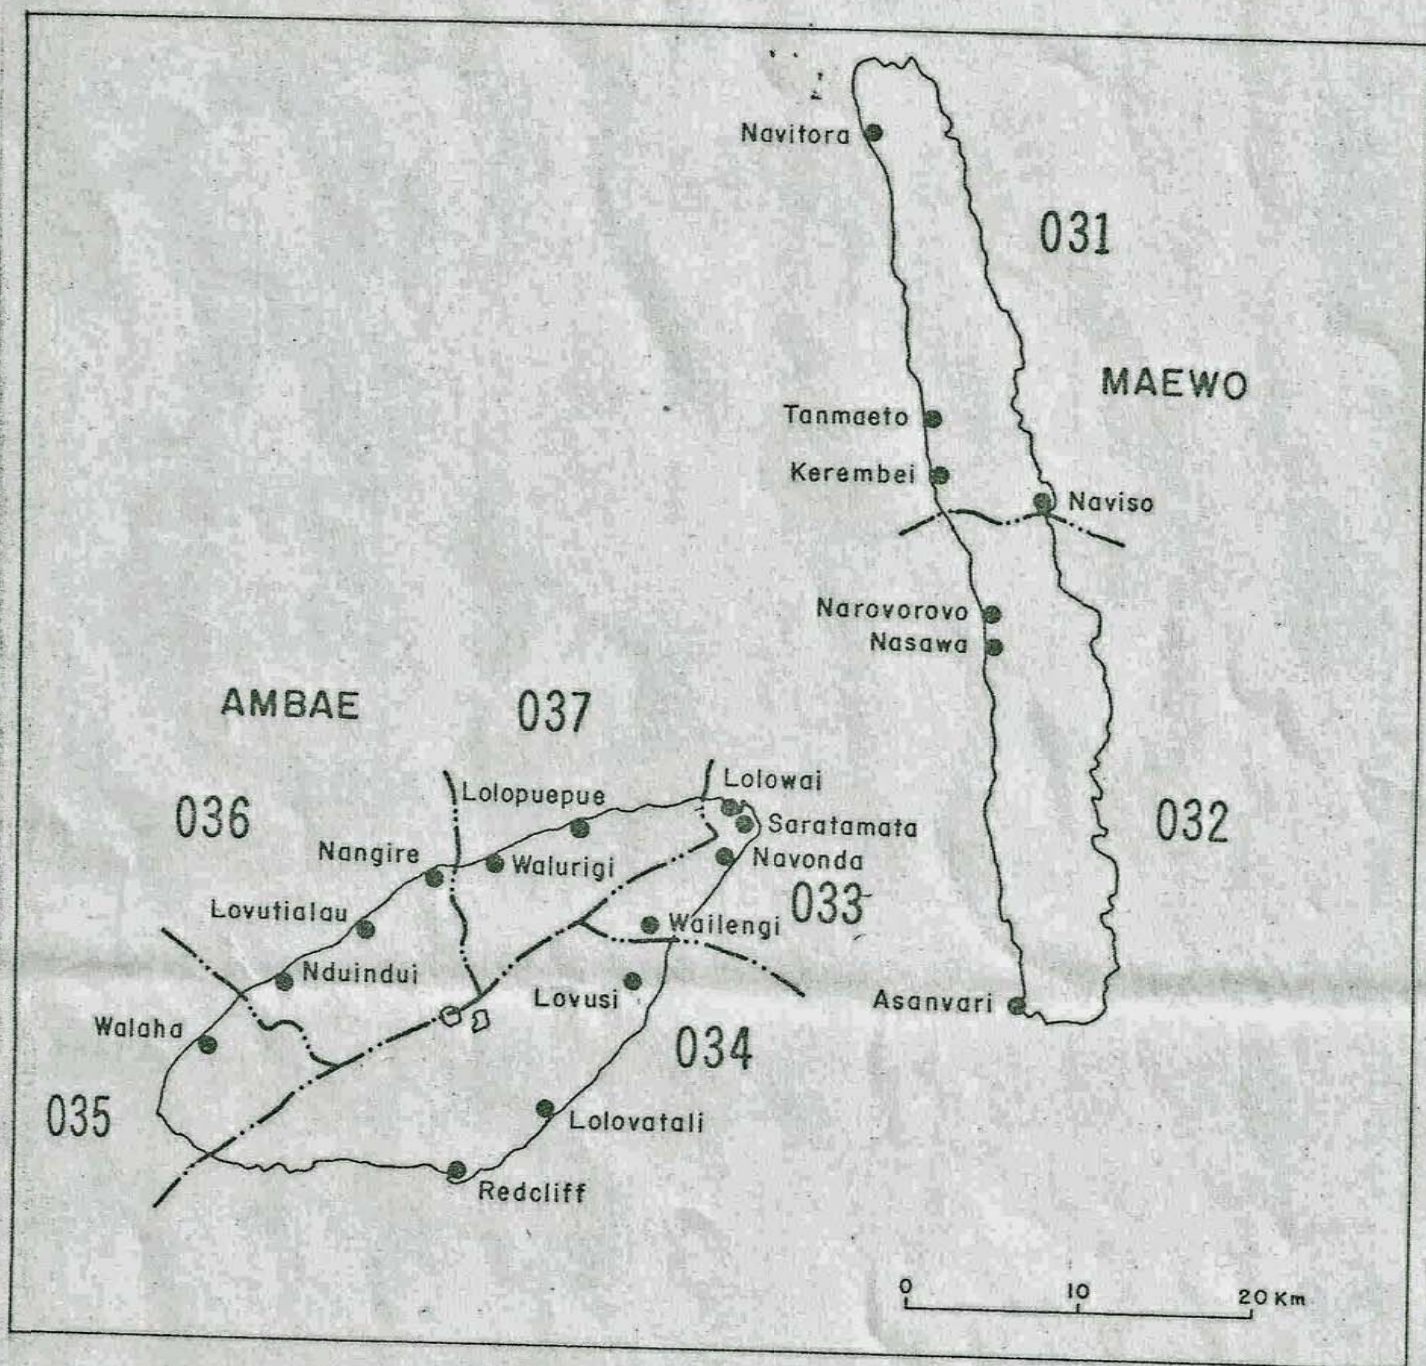 Navitora
031
MAEWO
Tanmaeto
Kerembei
Naviso
Narovorovo
Nasawa
AMBAE
037
Lolowai
Lolopuepue
036
Saratamata
032
Nangire
Walurigi
Navonda
033
Lovutialau
Wailengi
Nduindui
Lovusi
Asanvari
Walaha
034
035
Lolovatali
Redcliff
0 10 20 Km